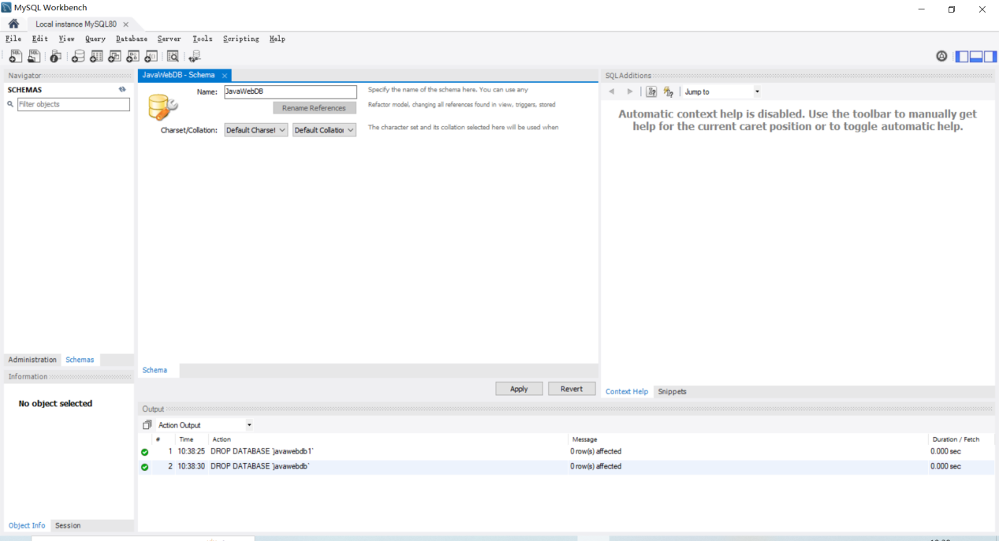 MySQL Workbench
Local instance MySQL80
File Edit View Query Database Server Tools Scripting Help
Navigator
SCHEMAS
Filter objects
Administration Schemas
Information
No object selected
Object Info Session
JavaWebDB - Schema
Name: JavaWebDB
Specify the name of the schema here. You can use any
Rename References
Refactor model, changing all references found in view, triggers, stored
Charset/Collation: Default Charset Default Collation
The character set and its collation selected here will be used when
Schema
Apply Revert
SQLAdditions
Jump to
Automatic context help is disabled. Use the toolbar to manually get
help for the current caret position or to toggle automatic help.
Context Help Snippets
Output
Action Output
# Time Action Message Duration / Fetch
1 10:38:25 DROP DATABASE `javawebdb1` 0 row(s) affected 0.000 sec
2 10:38:30 DROP DATABASE `javawebdb` 0 row(s) affected 0.000 sec